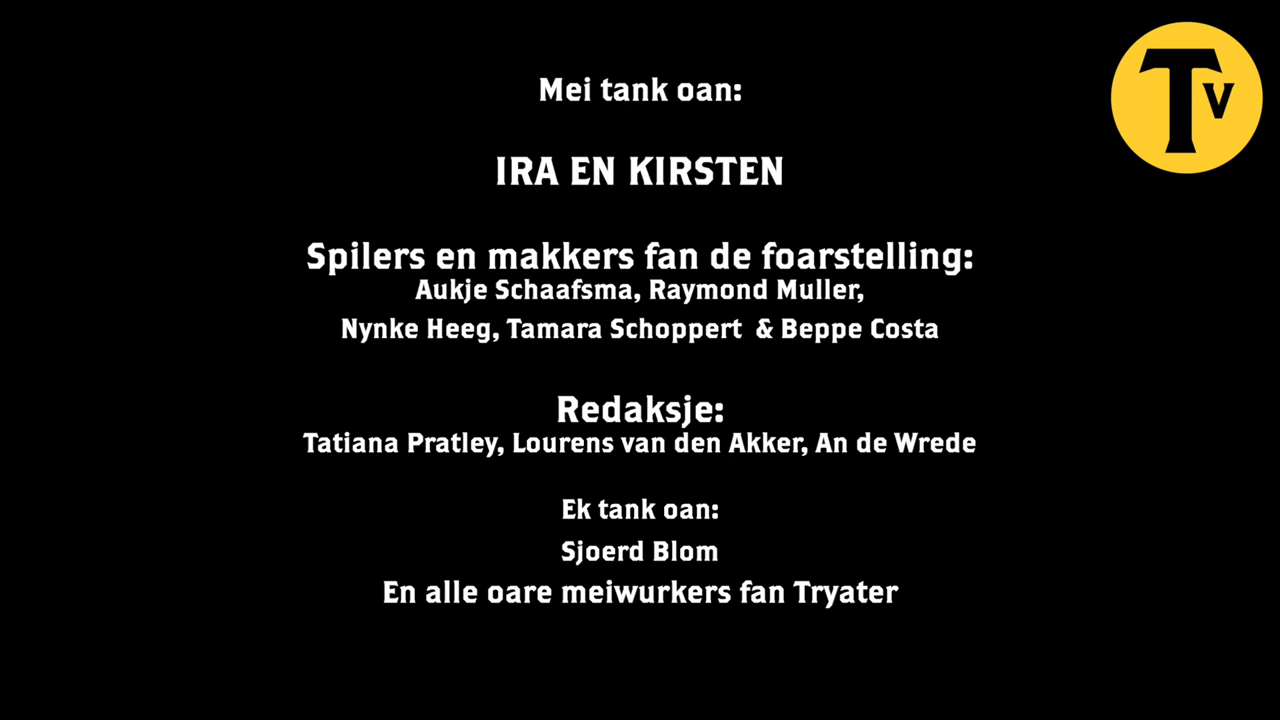 Tv
Mei tank oan:
IRA EN KIRSTEN
Spilers en makkers fan de foarstelling:
Aukje Schaafsma, Raymond Muller,
Nynke Heeg, Tamara Schoppert & Beppe Costa
Redaksje:
Tatiana Pratley, Lourens van den Akker, An de Wrede
Ek tank oan:
Sjoerd Blom
En alle oare meiwurkers fan Tryater